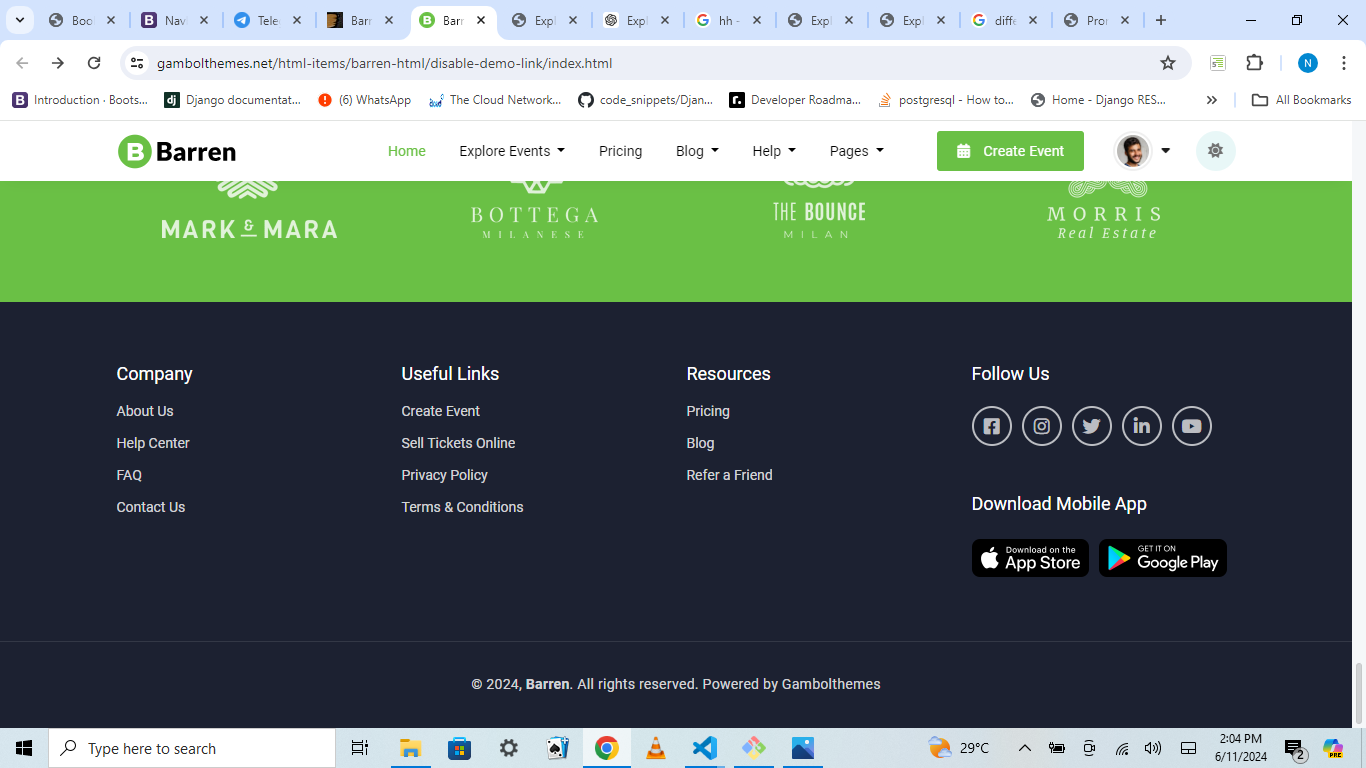 Boo
Nav
Tele
Barr
Barr
Expl
Expl
hh -
Expl
Expl
diffe
Pror
gambolthemes.net/html-items/barren-html/disable-demo-link/index.html
N
Introduction · Boots...
Django documentat...
(6) WhatsApp
The Cloud Network...
code_snippets/Djan...
Developer Roadma...
postgresql - How to...
Home - Django RES...
All Bookmarks
B Barren
Home
Explore Events
Pricing
Blog
Help
Pages
Create Event
MARK & MARA
BOTTEGA
MILANESE
THE BOUNCE
MILAN
MORRIS
Real Estate
Company
About Us
Help Center
FAQ
Contact Us
Useful Links
Create Event
Sell Tickets Online
Privacy Policy
Terms & Conditions
Resources
Pricing
Blog
Refer a Friend
Follow Us
Download Mobile App
Download on the
App Store
GET IT ON
Google Play
© 2024, Barren. All rights reserved. Powered by Gambolthemes
Type here to search
29°C
2:04 PM
6/11/2024
2
PRE